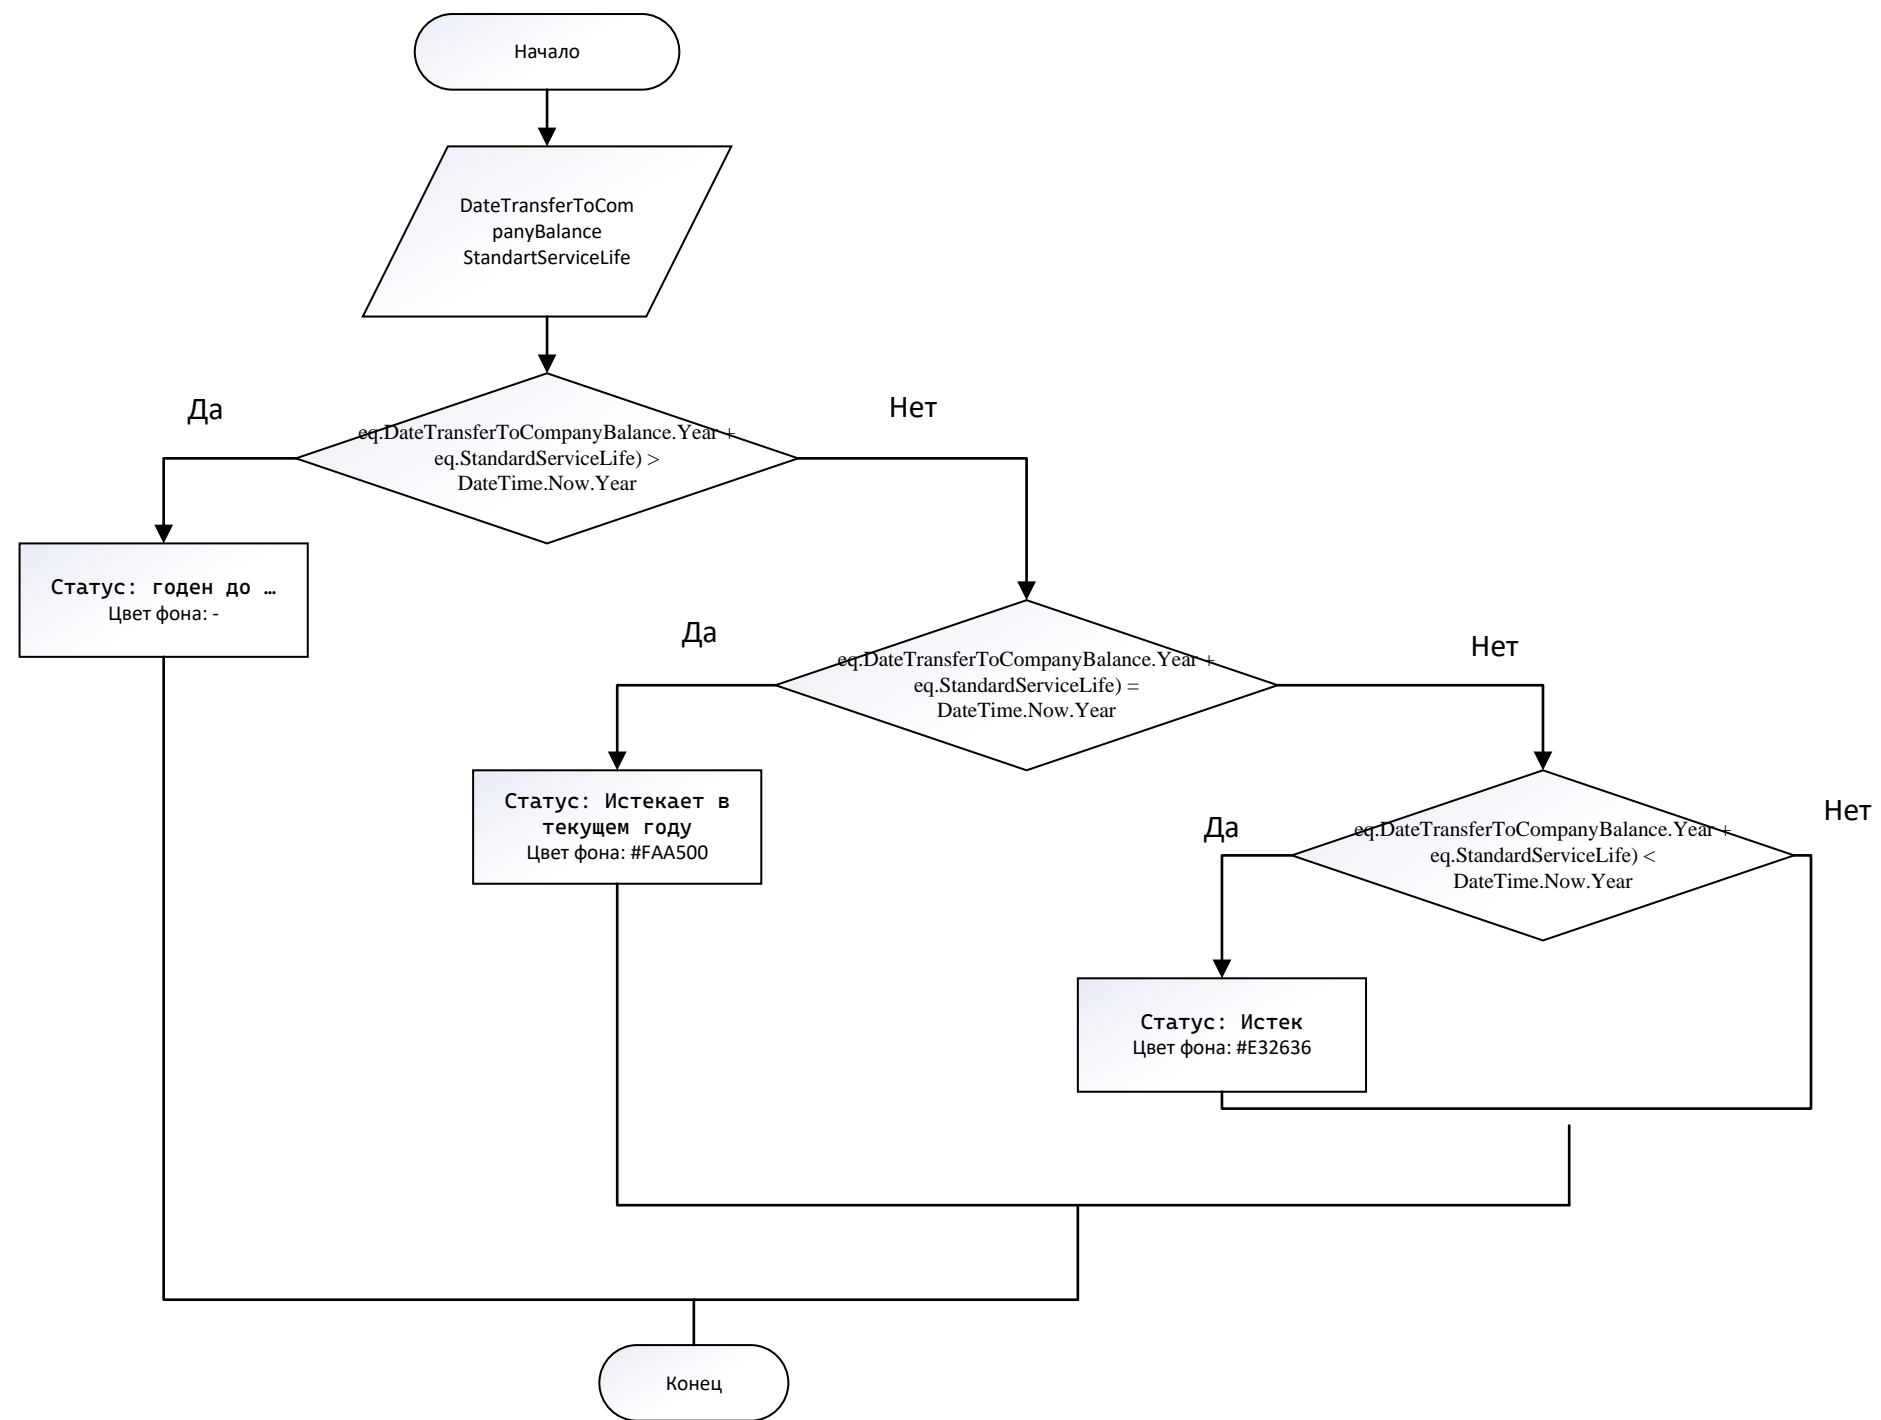 Начало
DateTransferToCom
panyBalance
StandartServiceLife
Да
Нет
eq.DateTransferToCompanyBalance.Year +
eq.StandardServiceLife) >
DateTime.Now.Year
Статус: годен до …
Цвет фона: -
Да
Нет
eq.DateTransferToCompanyBalance.Year +
eq.StandardServiceLife) =
DateTime.Now.Year
Статус: Истекает в
текущем году
Цвет фона: #FAA500
Да
Нет
eq.DateTransferToCompanyBalance.Year +
eq.StandardServiceLife) <
DateTime.Now.Year
Статус: Истек
Цвет фона: #E32636
Конец